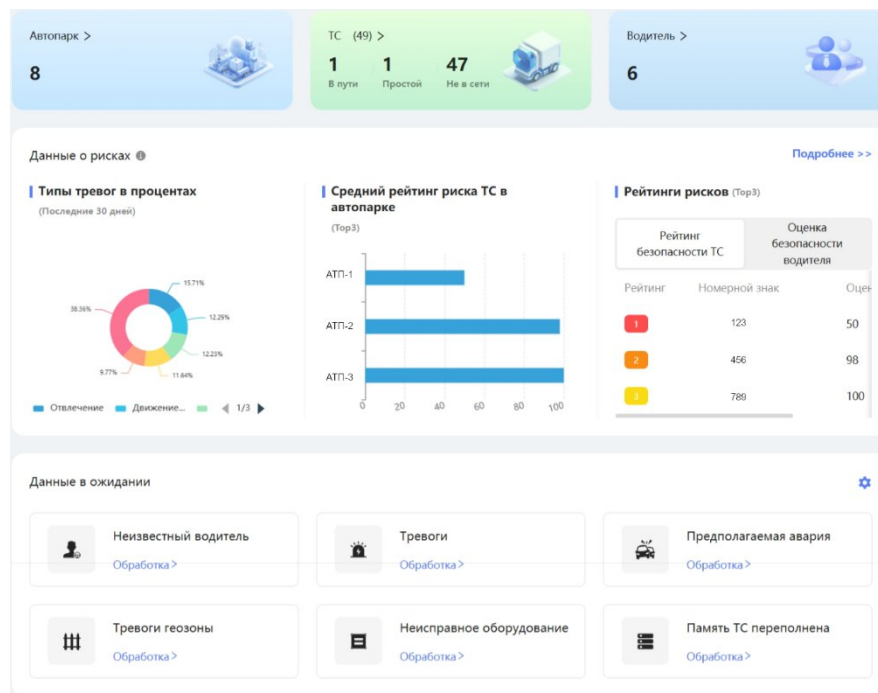 Автопарк >
8
ТС (49) >
1 1 47
В пути Простой Не в сети
Водитель >
6
Данные о рисках
Подробнее >>
Типы тревог в процентах
(Последние 30 дней)
15.71%
38.36%
12.29%
12.23%
9.77%
11.64%
Отвлечение Движение... 1/3
Средний рейтинг риска ТС в
автопарке
(Top3)
АТП-1
АТП-2
АТП-3
0 20 40 60 80 100
Рейтинги рисков (Top3)
Рейтинг
безопасности ТС
Оценка
безопасности
водителя
Рейтинг Номерной знак Оцен
1 123 50
2 456 98
3 789 100
Данные в ожидании
Неизвестный водитель
Обработка>
Тревоги
Обработка>
Предполагаемая авария
Обработка>
Тревоги геозоны
Обработка>
Неисправное оборудование
Обработка>
Память ТС переполнена
Обработка>